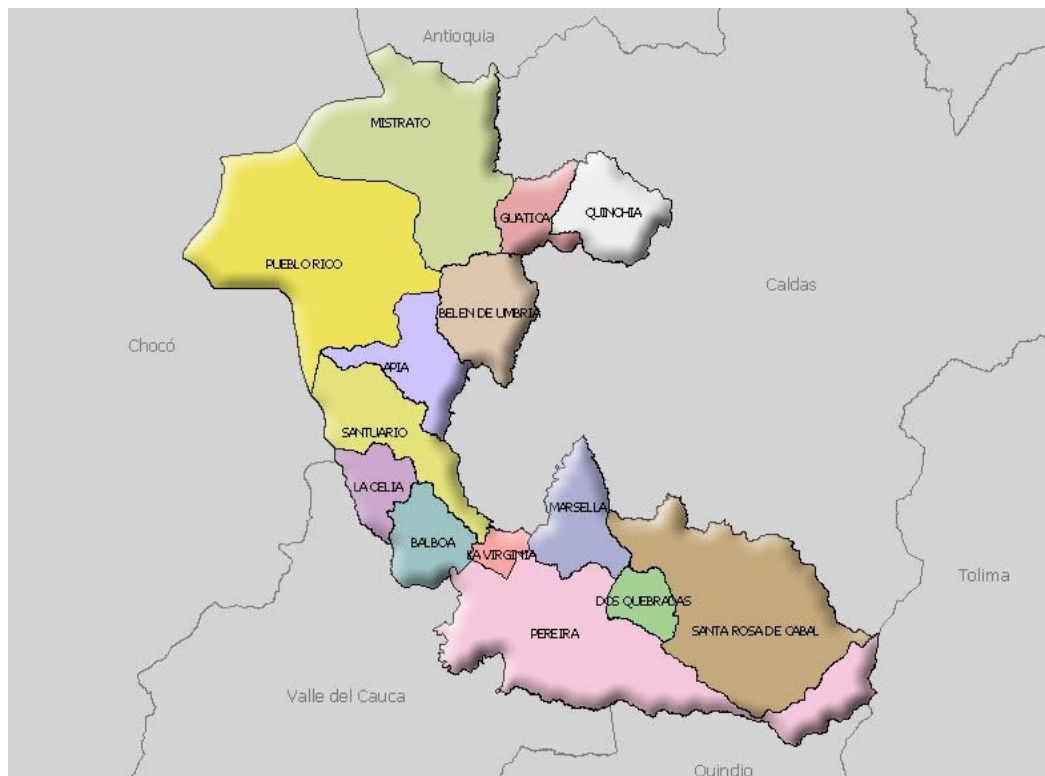 Antioquia
MISTRATO
GUATICA
QUINCHIA
PUEBLO RICO
Caldas
BELEN DE UMBRIA
Chocó
APIA
SANTUARIO
LA CELIA
MARSELLA
BALBOA
LA VIRGINIA
Tolima
DOS QUEBRADAS
PEREIRA
SANTA ROSA DE CABAL
Valle del Cauca
Quindio